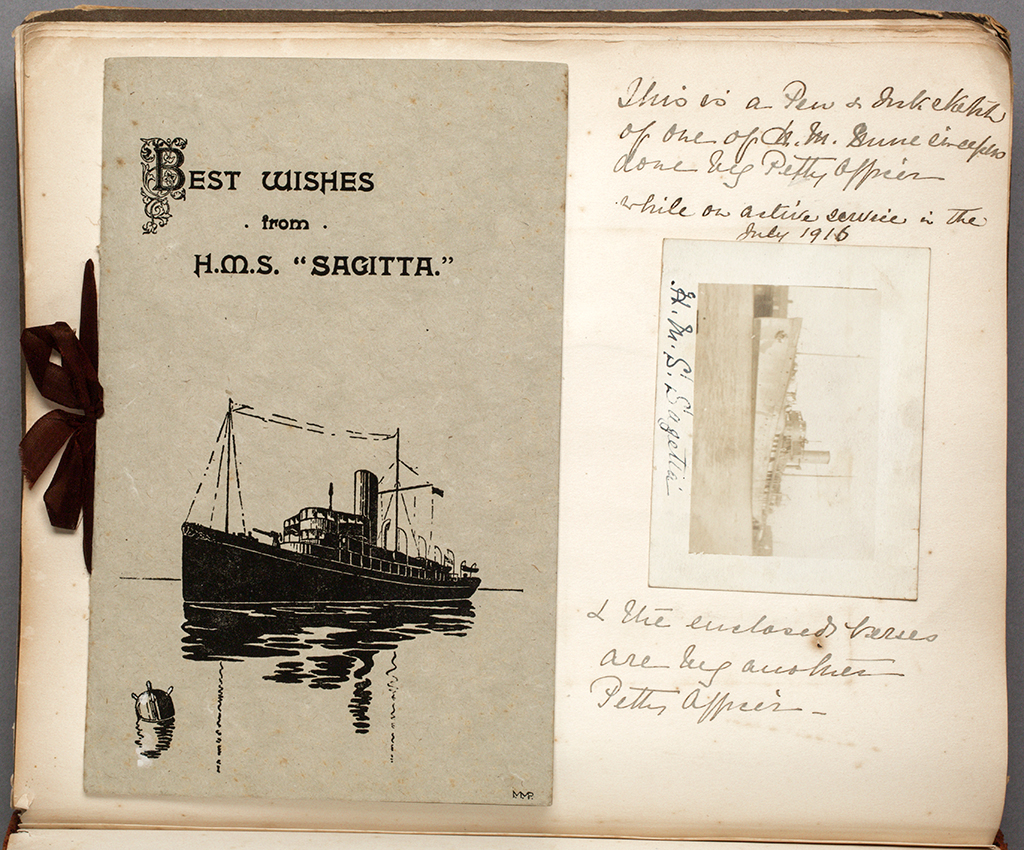 BEST WISHES
. from .
H.M.S. “SAGITTA.”
MMP.
This is a Pen & Ink sketch
of one of H. M. Mine sweepers
done by Petty Officer
while on active service in the
July 1916
H. M. S. Sagitta
& the enclosed verses
are by another
Petty Officer –